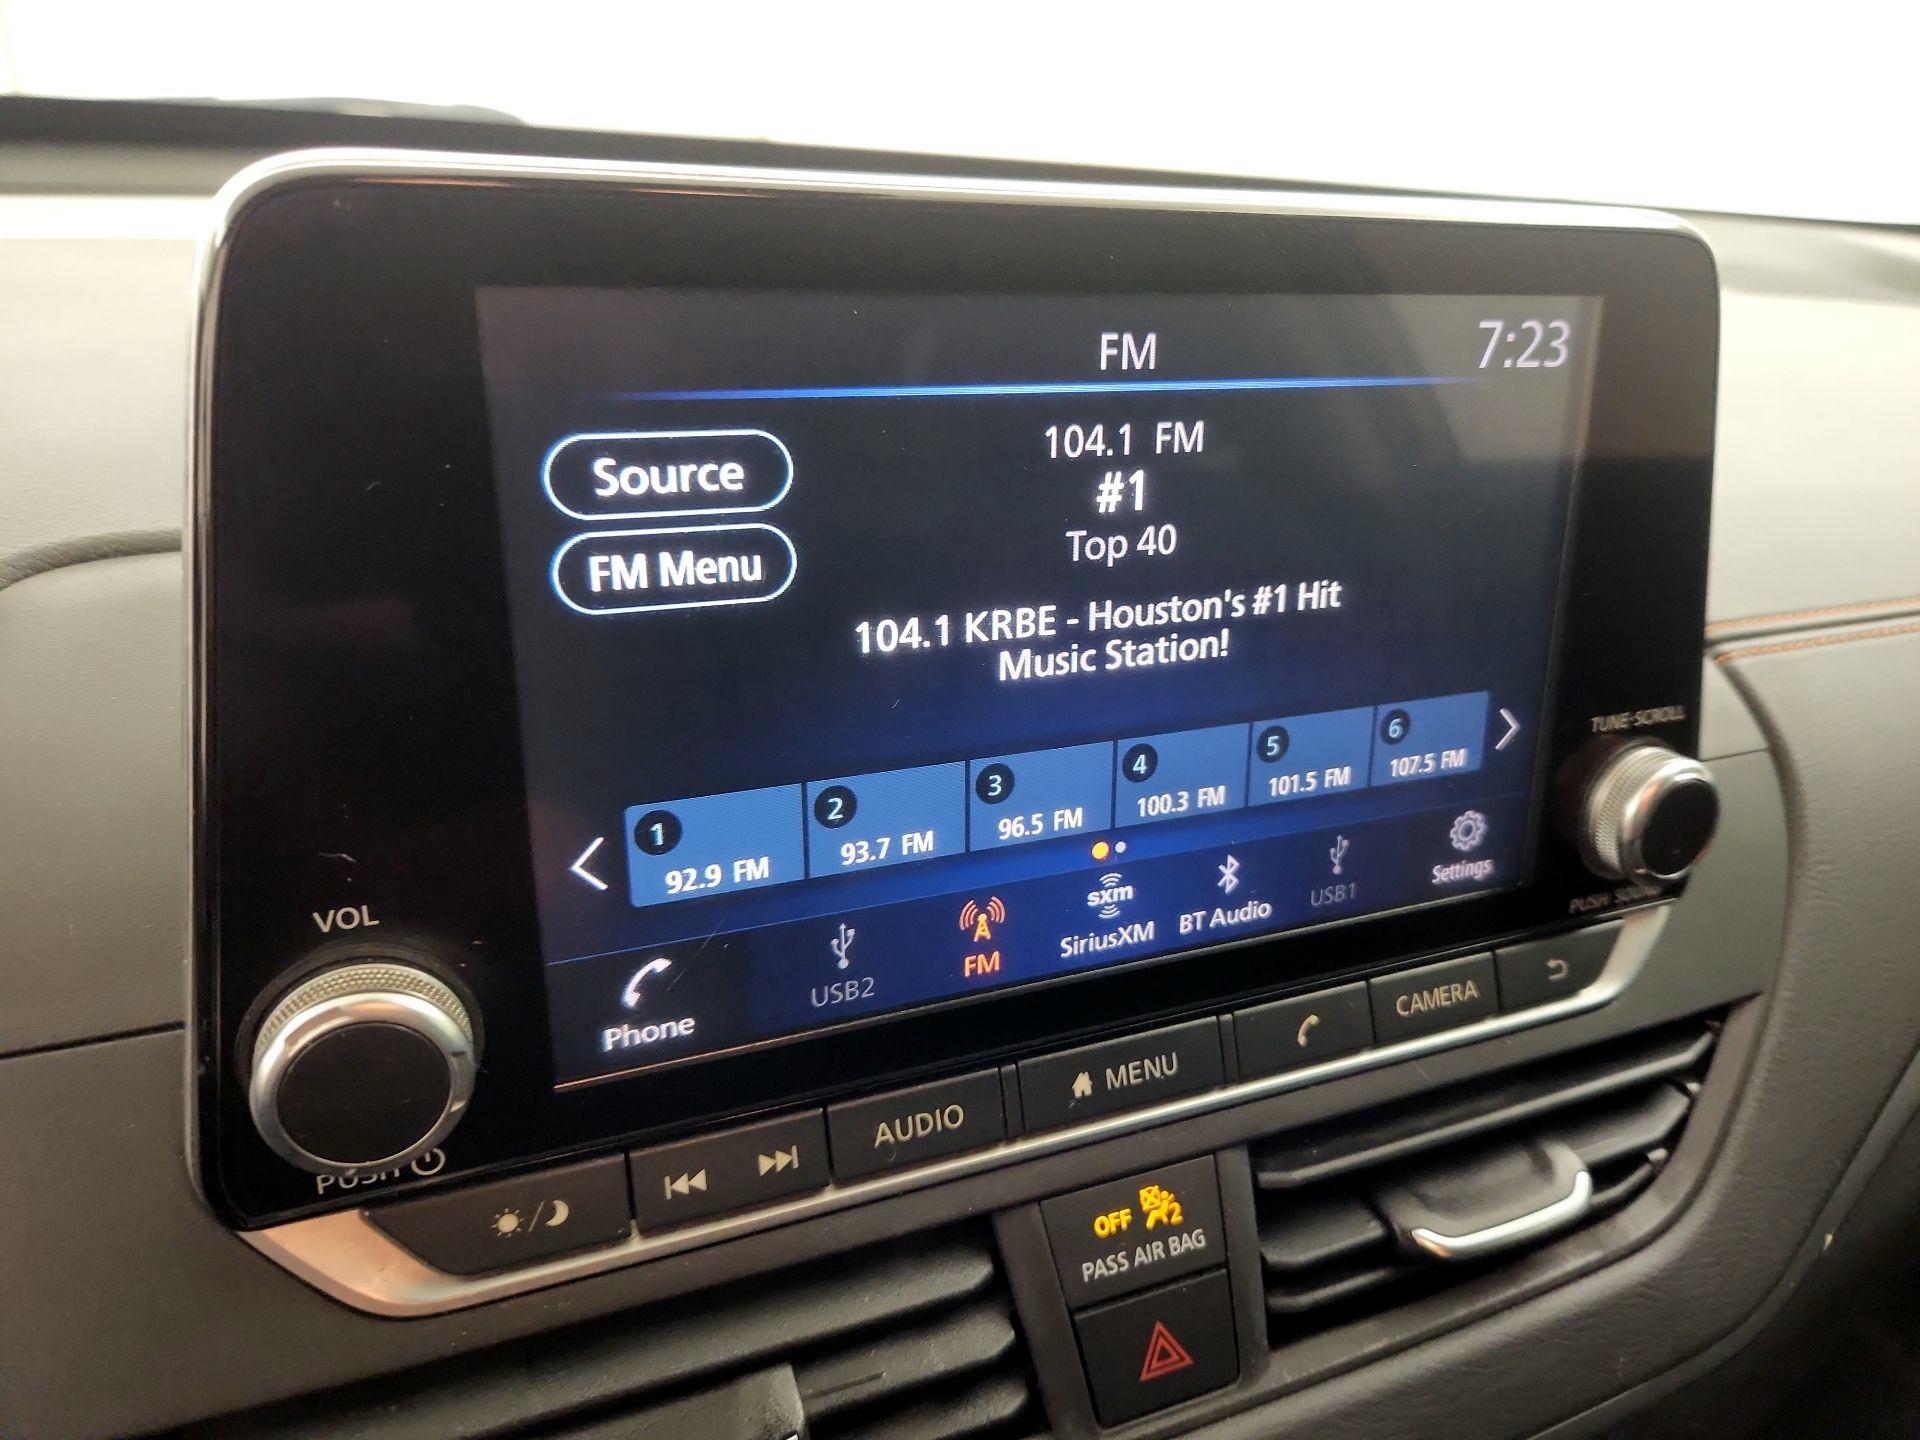 FM
7:23
Source
FM Menu
104.1 FM
#1
Top 40
104.1 KRBE - Houston's #1 Hit
Music Station!
1
92.9 FM
2
93.7 FM
3
96.5 FM
4
100.3 FM
5
101.5 FM
6
107.5 FM
Phone
USB2
FM
sxm
SiriusXM
BT Audio
USB1
Settings
VOL
PUSH
TUNE·SCROLL
PUSH SOUND
AUDIO
MENU
CAMERA
OFF 2
PASS AIR BAG